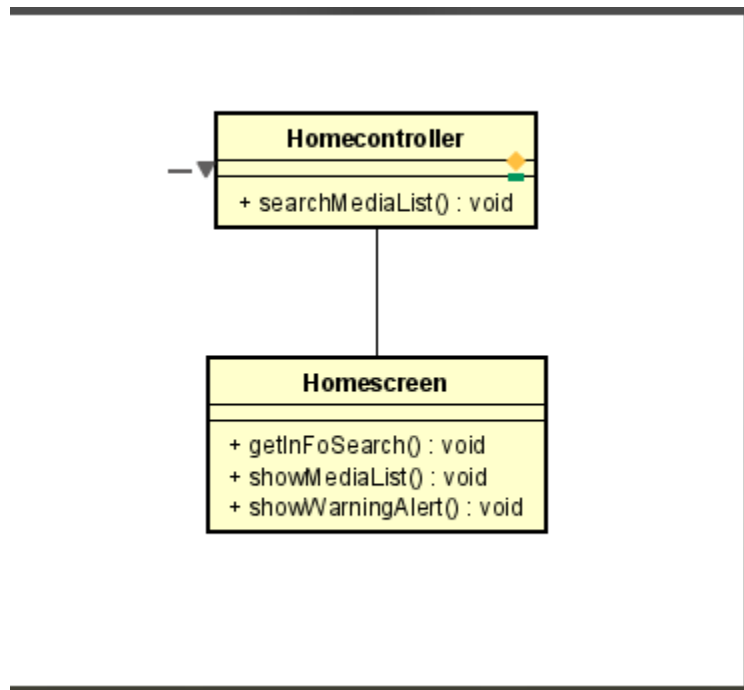 Homecontroller
+ searchMediaList() : void
Homescreen
+ getInFoSearch() : void
+ showMediaList() : void
+ showWarningAlert() : void